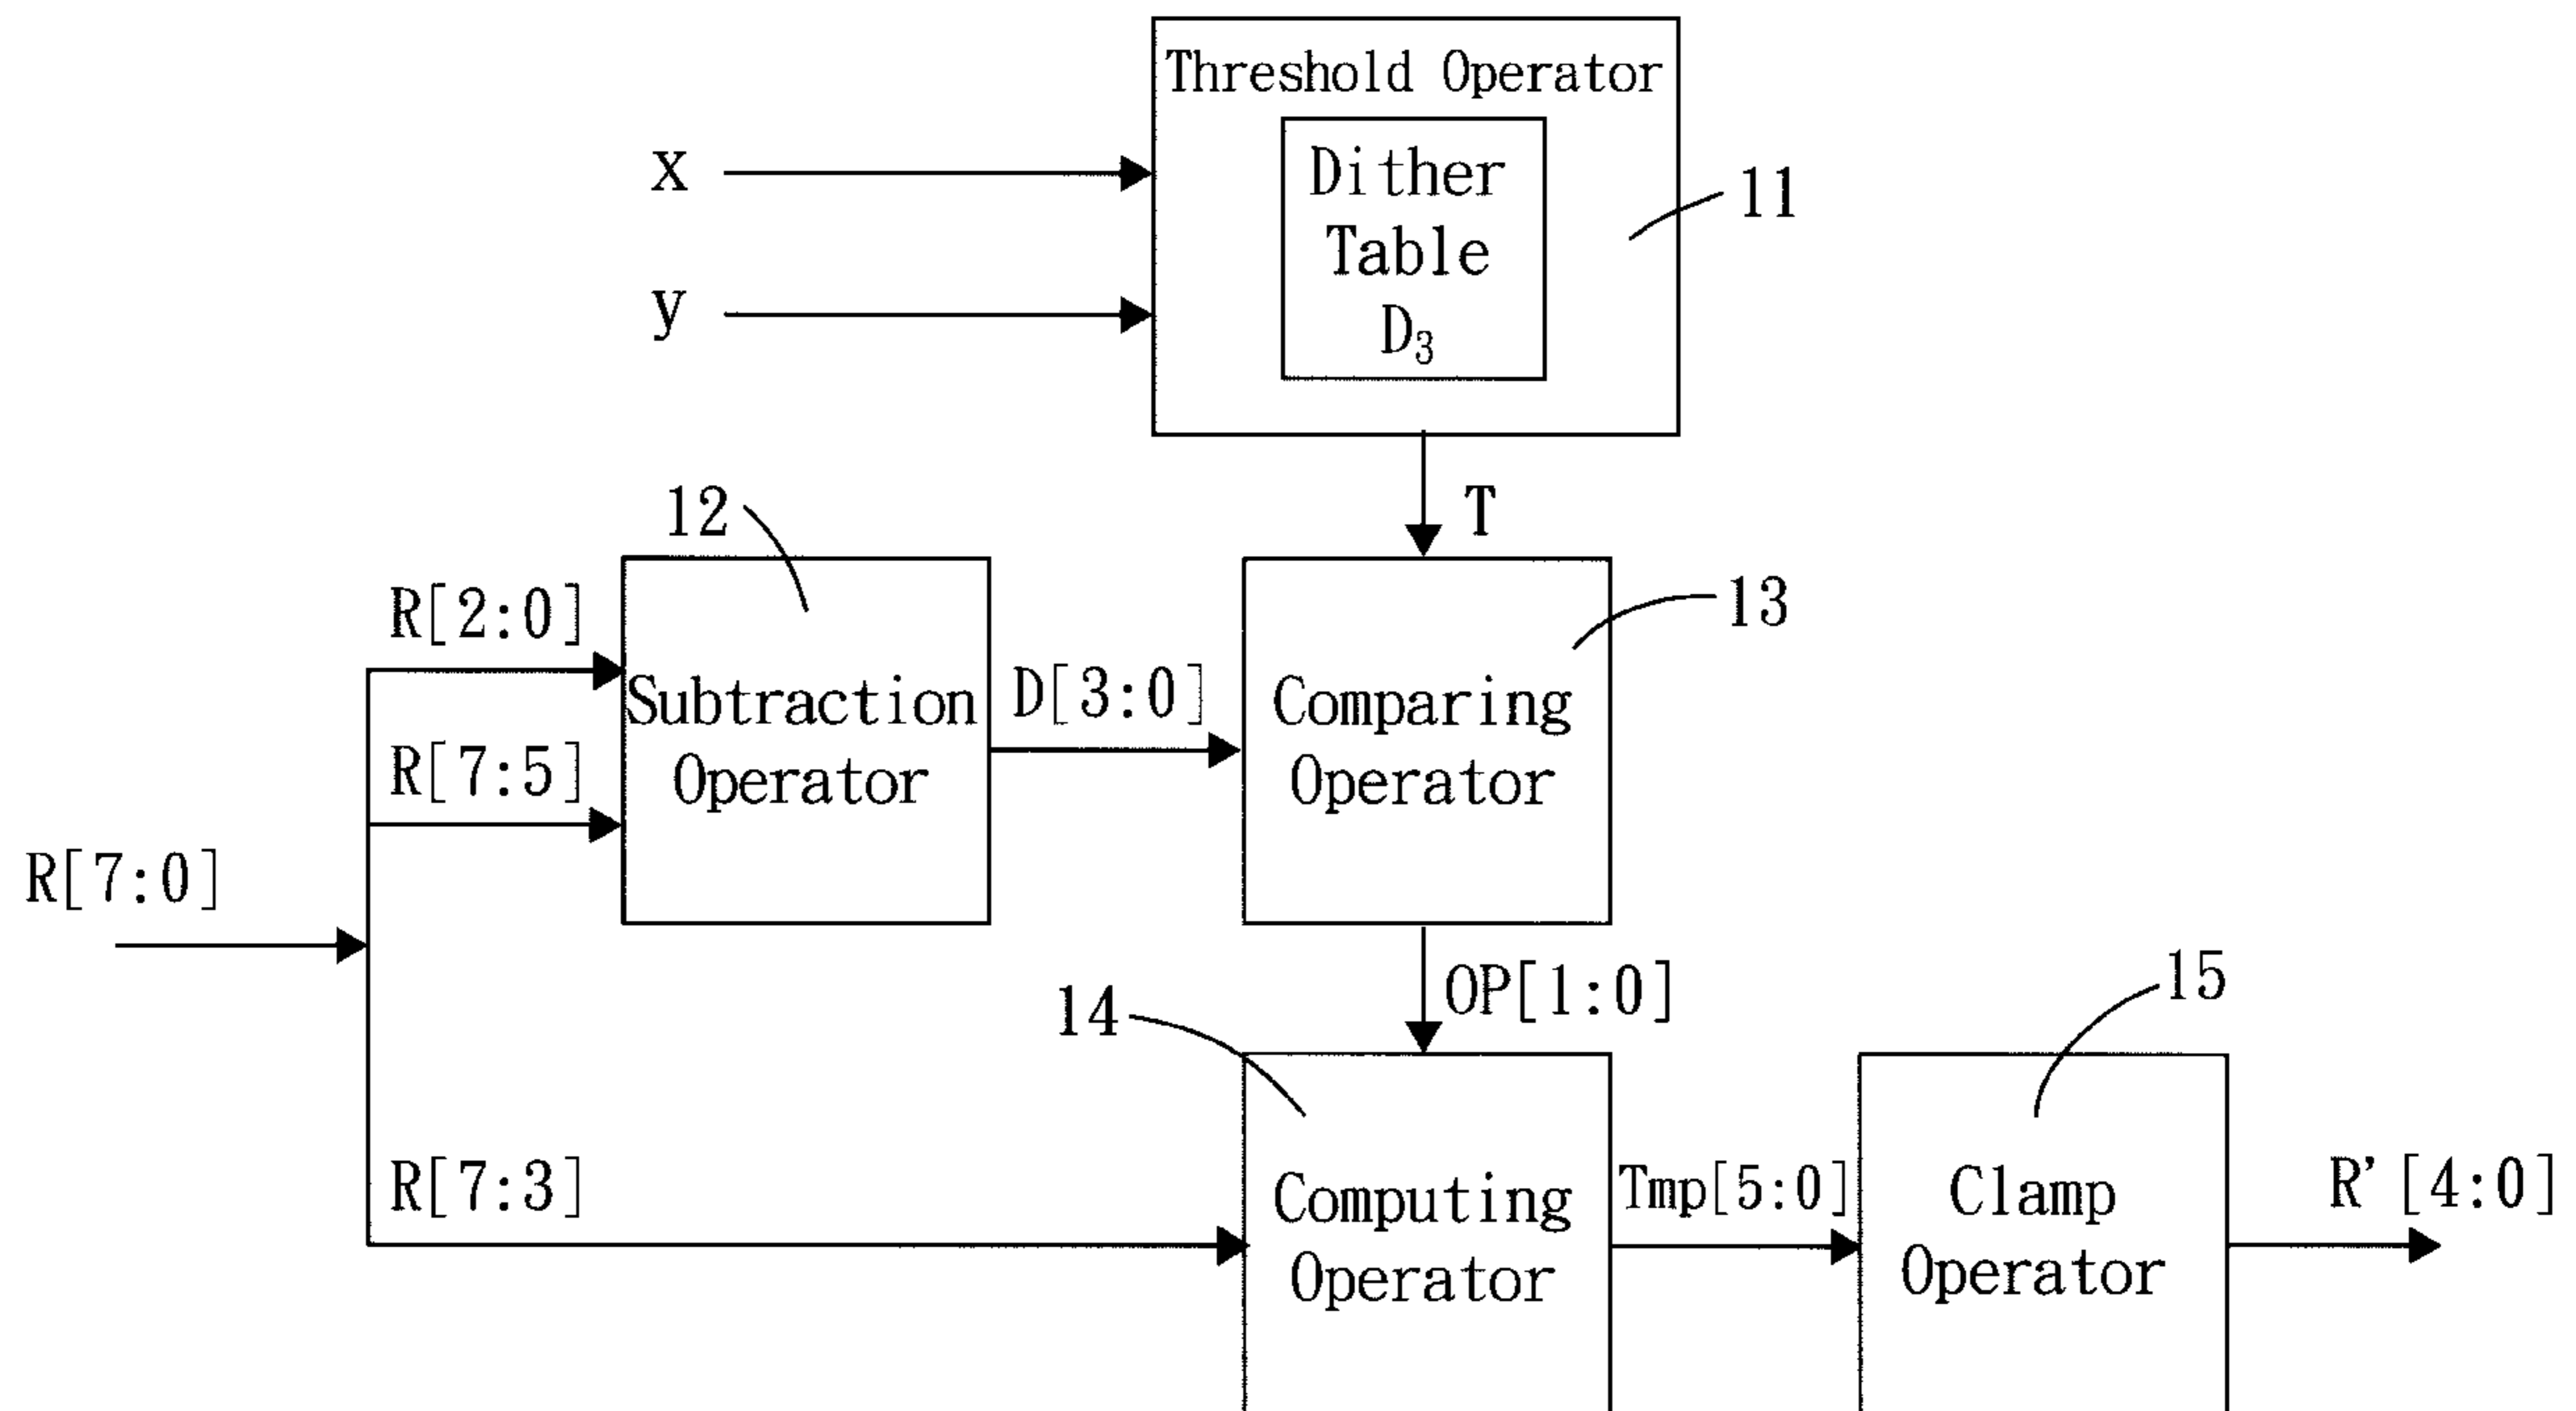 Threshold Operator
Dither
Table
D₃
x
y
11
T
12
13
R[2:0]
R[7:5]
Subtraction
Operator
D[3:0]
Comparing
Operator
R[7:0]
OP[1:0]
14
15
R[7:3]
Computing
Operator
Tmp[5:0]
Clamp
Operator
R'[4:0]